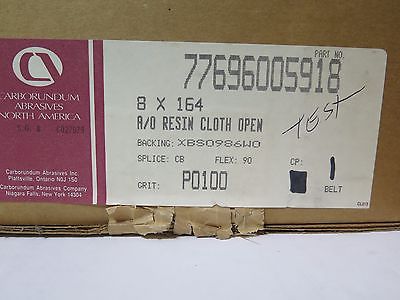 CARBORUNDUM
ABRASIVES
NORTH AMERICA
Carborundum Abrasives Inc.
Plattsville, Ontario N0J 1S0
Carborundum Abrasives Company
Niagara Falls, New York 14304
PART NO.
77696005918
8 X 164
A/O RESIN CLOTH OPEN
TEST
BACKING: XBS0986WO
SPLICE: CB FLEX: 90 CP: 1
GRIT: P0100 BELT